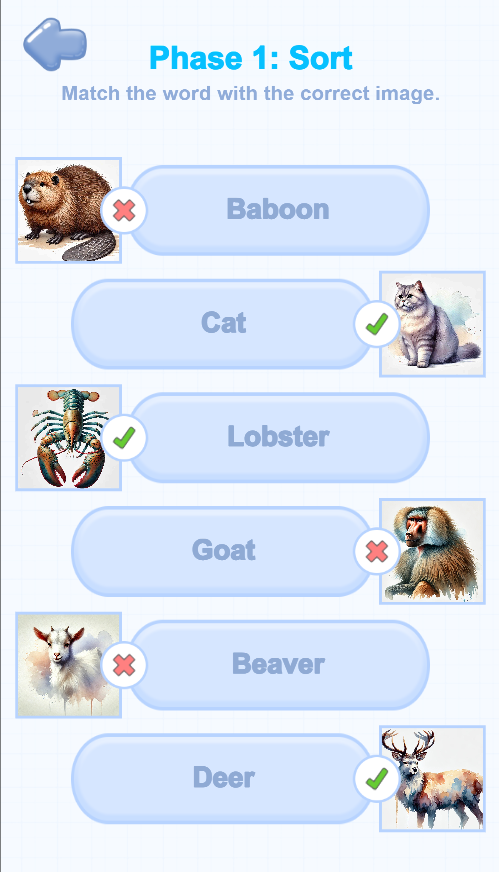 Phase 1: Sort
Match the word with the correct image.
Baboon
Cat
Lobster
Goat
Beaver
Deer